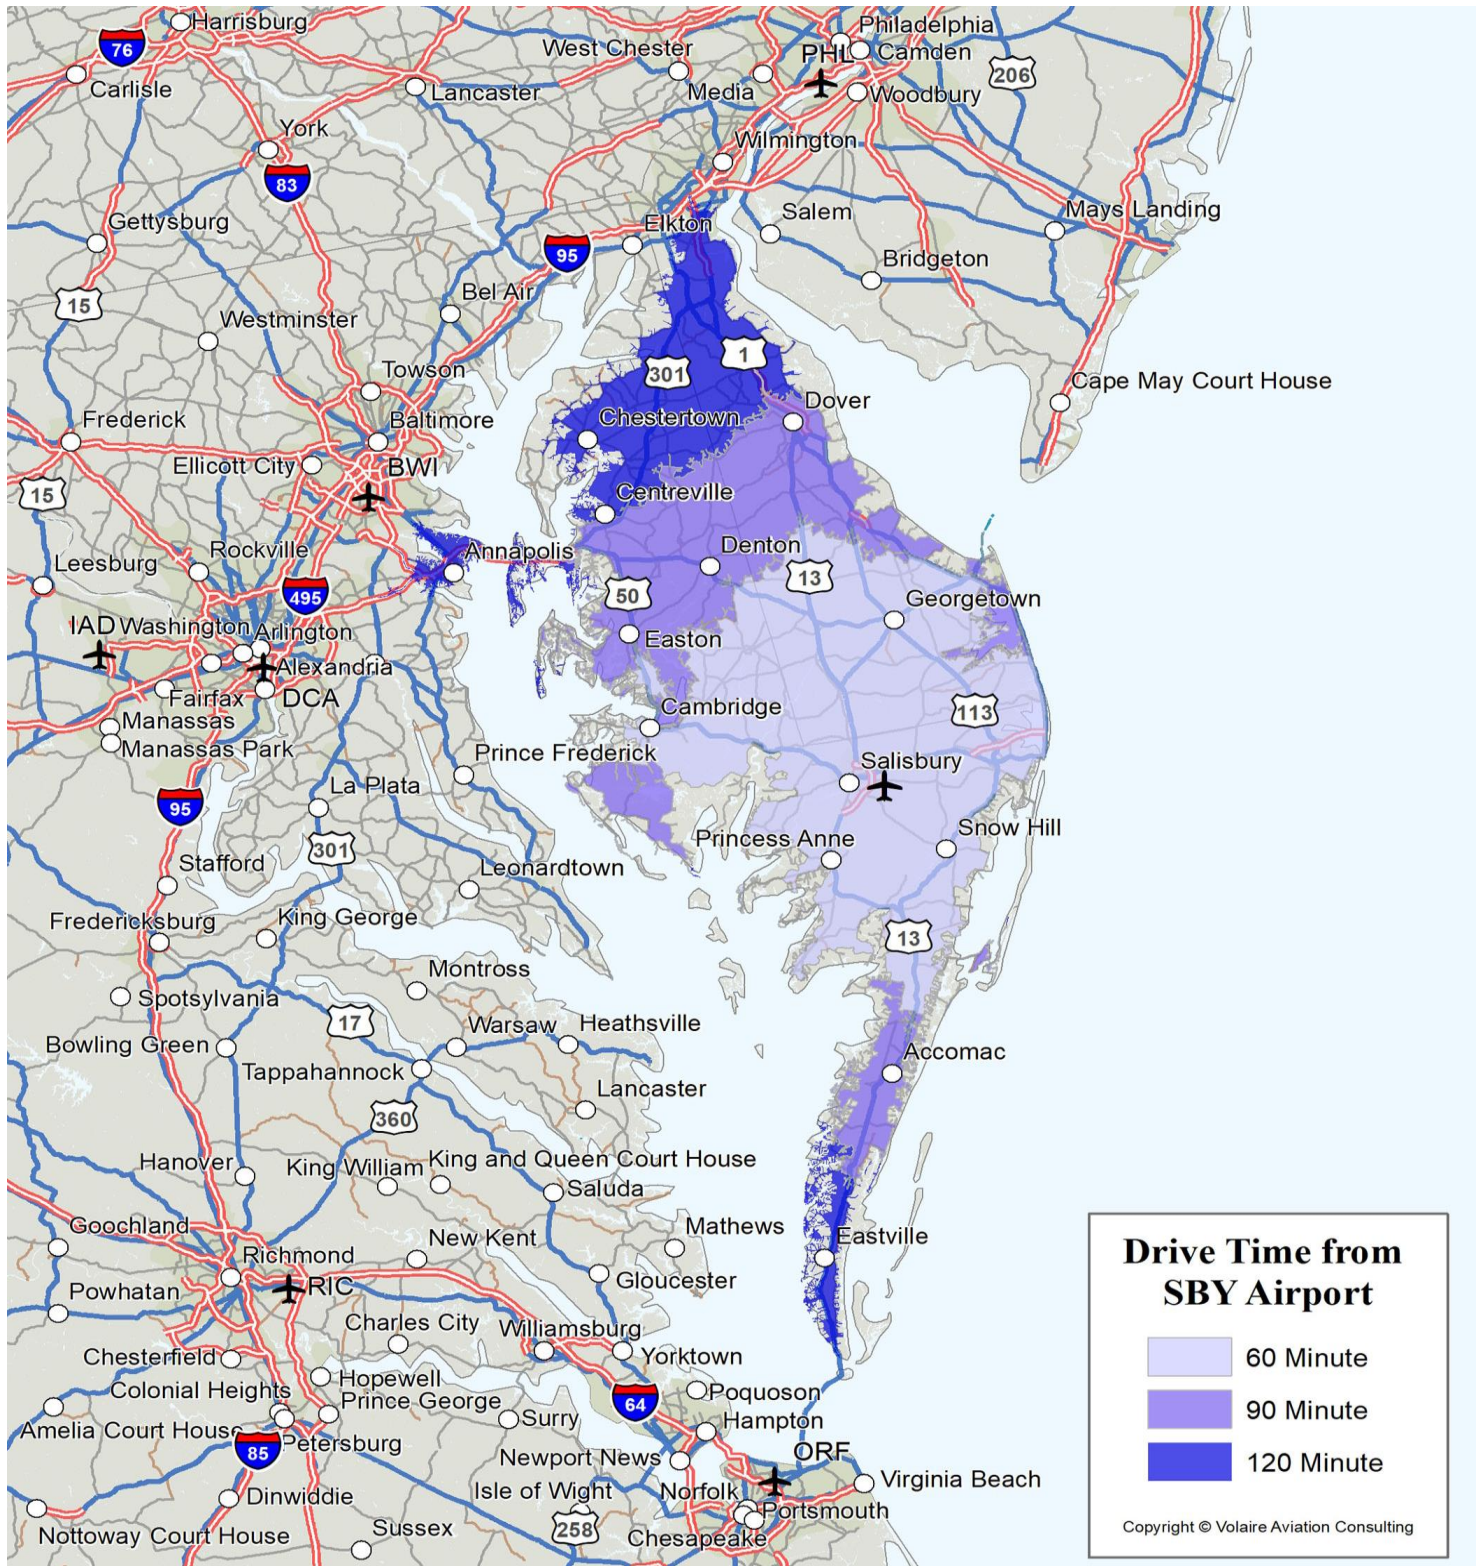 Harrisburg
76
Carlisle
Lancaster
York
83
West Chester
Media
Philadelphia
PHL
Camden
Woodbury
206
Wilmington
Gettysburg
Elkton
95
Salem
Mays Landing
Bridgeton
15
Westminster
Bel Air
Towson
301
1
Cape May Court House
Frederick
Baltimore
Chestertown
Dover
Ellicott City
BWI
15
Centreville
Leesburg
Rockville
Annapolis
Denton
495
50
13
Georgetown
IAD
Washington
Arlington
Easton
Alexandria
Fairfax
DCA
Manassas
Manassas Park
Cambridge
113
Prince Frederick
Salisbury
95
La Plata
301
Princess Anne
Snow Hill
Stafford
Leonardtown
Fredericksburg
King George
13
Montross
Spotsylvania
17
Warsaw
Heathsville
Bowling Green
Tappahannock
Accomac
Lancaster
360
Hanover
King William
King and Queen Court House
Saluda
Goochland
Mathews
Eastville
Richmond
New Kent
RIC
Gloucester
Powhatan
Charles City
Williamsburg
Yorktown
Chesterfield
Hopewell
Colonial Heights
Prince George
64
Poquoson
Amelia Court House
Surry
Hampton
85
Petersburg
Newport News
ORF
Dinwiddie
Isle of Wight
Norfolk
Virginia Beach
Portsmouth
Nottoway Court House
Sussex
258
Chesapeake
Drive Time from
SBY Airport
60 Minute
90 Minute
120 Minute
Copyright © Volaire Aviation Consulting